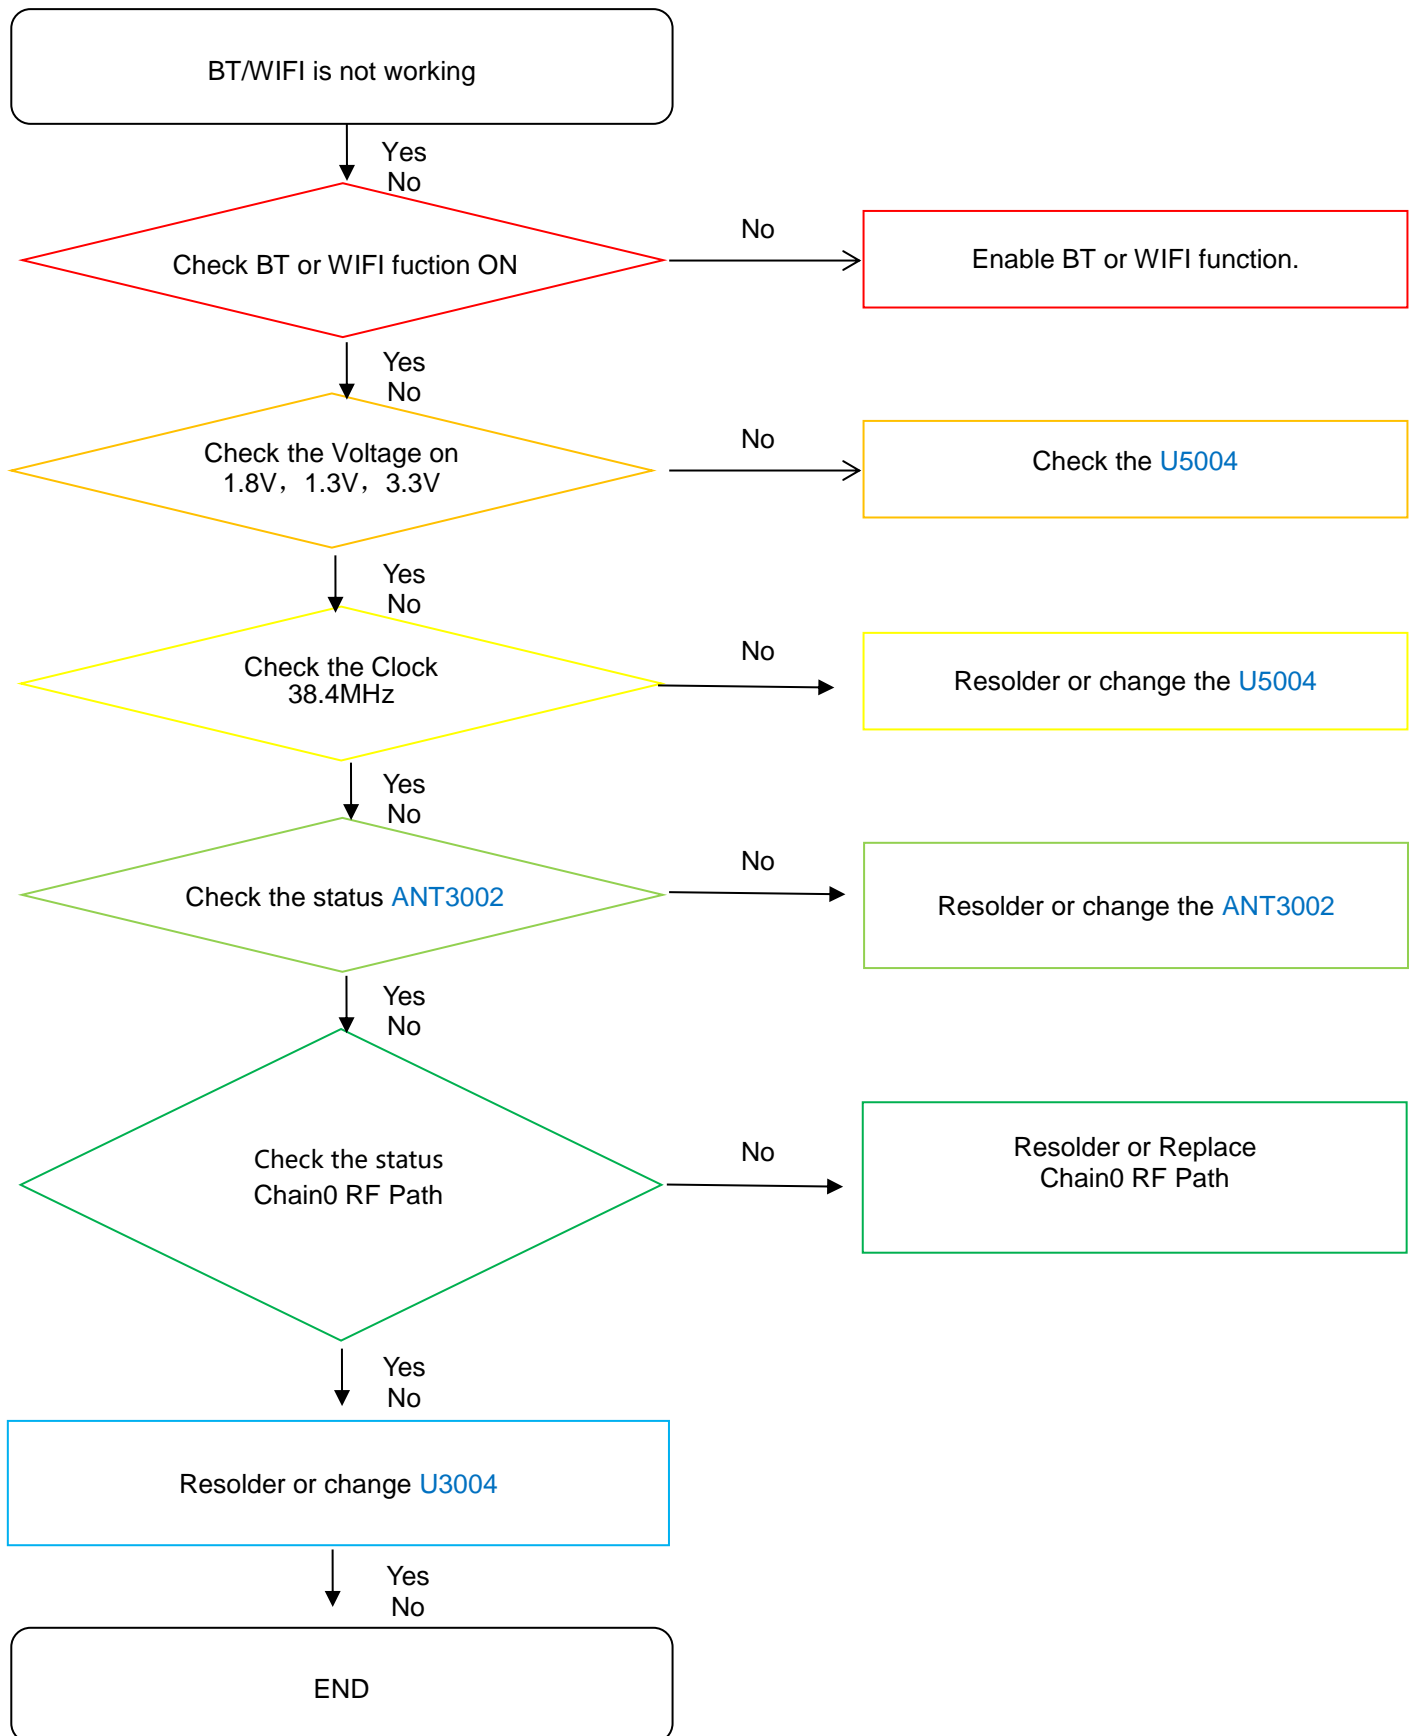 BT/WIFI is not working
Yes
No
Check BT or WIFI fuction ON
No
Enable BT or WIFI function.
Yes
No
Check the Voltage on
1.8V，1.3V，3.3V
No
Check the U5004
Yes
No
Check the Clock
38.4MHz
No
Resolder or change the U5004
Yes
No
Check the status ANT3002
No
Resolder or change the ANT3002
Yes
No
Check the status
Chain0 RF Path
No
Resolder or Replace
Chain0 RF Path
Yes
No
Resolder or change U3004
Yes
No
END